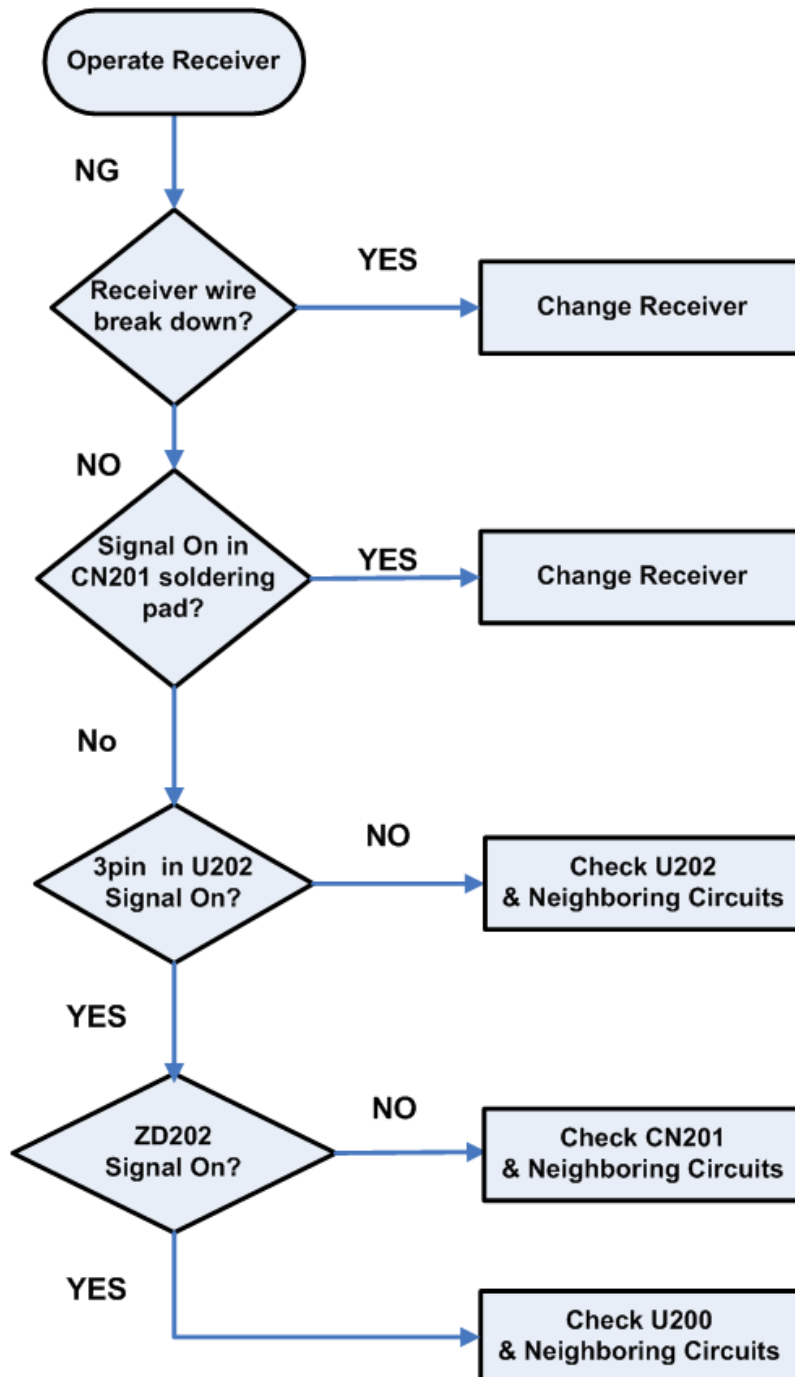 Operate Receiver
NG
YES
Receiver wire
break down?
Change Receiver
NO
Signal On in
CN201 soldering
pad?
YES
Change Receiver
No
3pin in U202
Signal On?
NO
Check U202
& Neighboring Circuits
YES
ZD202
Signal On?
NO
Check CN201
& Neighboring Circuits
YES
Check U200
& Neighboring Circuits